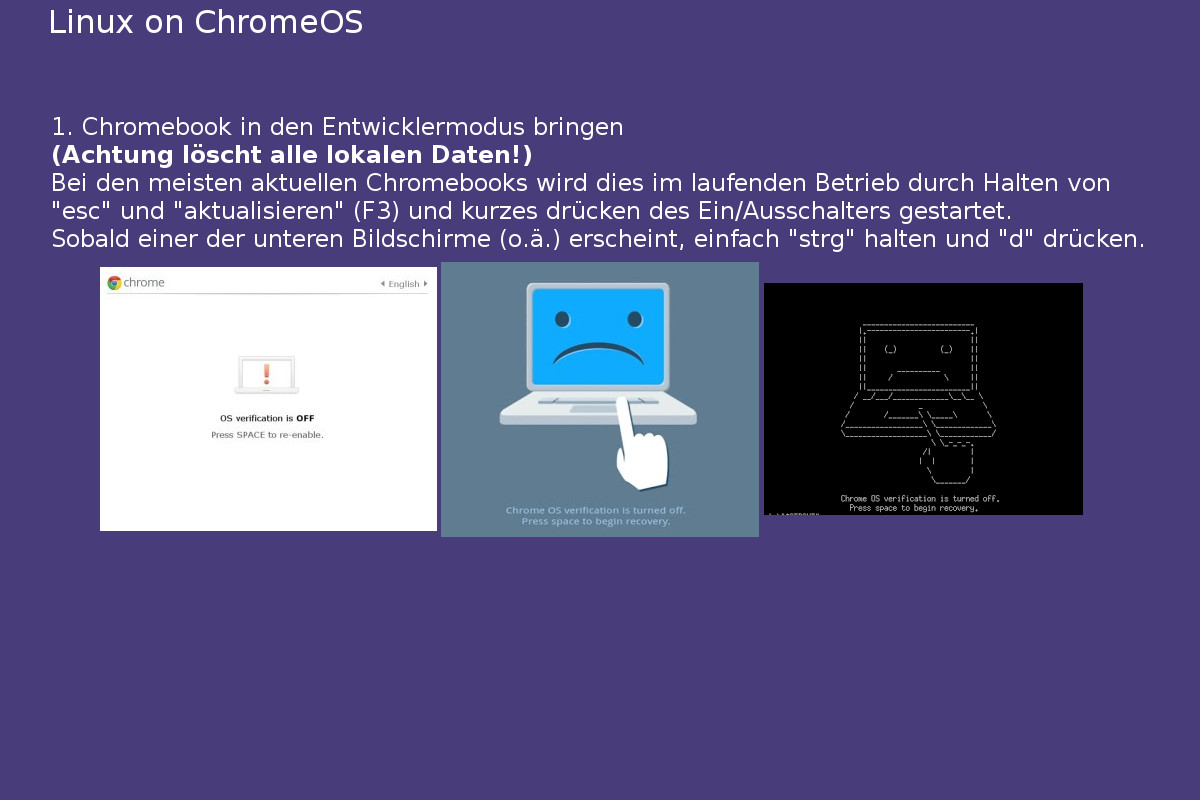 Linux on ChromeOS
1. Chromebook in den Entwicklermodus bringen
(Achtung löscht alle lokalen Daten!)
Bei den meisten aktuellen Chromebooks wird dies im laufenden Betrieb durch Halten von
"esc" und "aktualisieren" (F3) und kurzes drücken des Ein/Ausschalters gestartet.
Sobald einer der unteren Bildschirme (o.ä.) erscheint, einfach "strg" halten und "d" drücken.
chrome
English
OS verification is OFF
Press SPACE to re-enable.
Chrome OS verification is turned off.
Press space to begin recovery.
Chrome OS verification is turned off.
Press space to begin recovery.